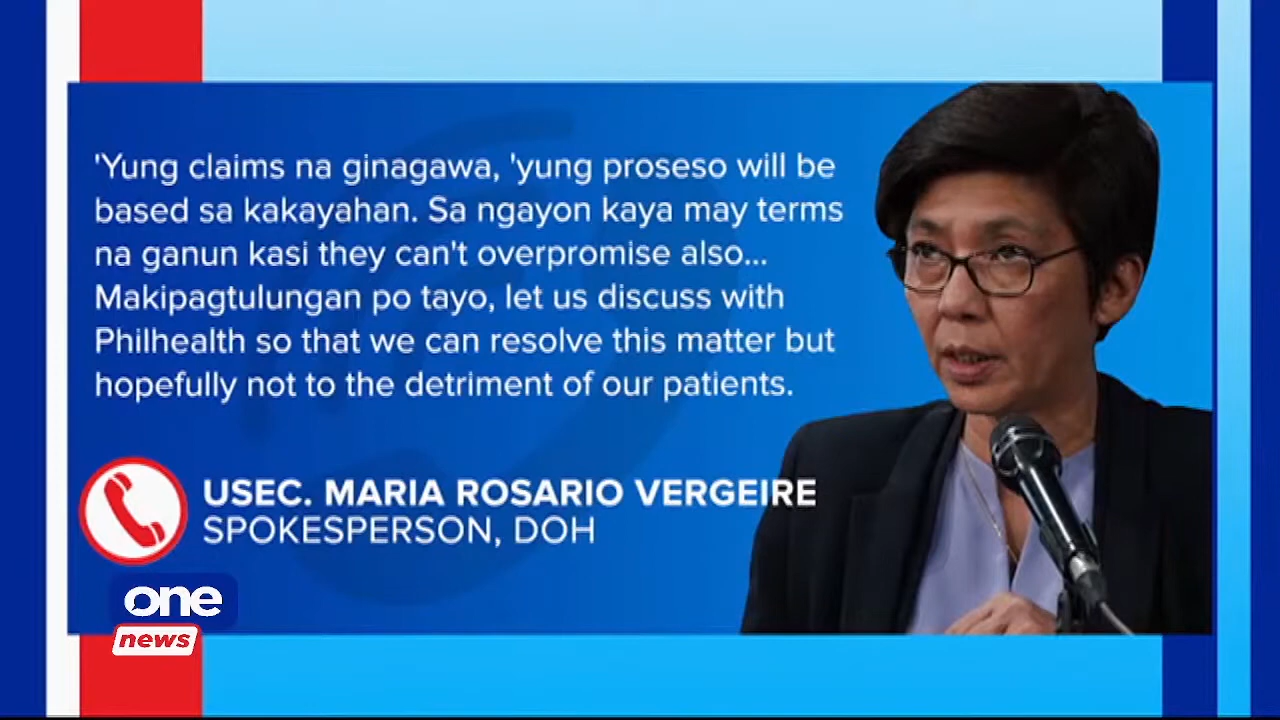 'Yung claims na ginagawa, 'yung proseso will be
based sa kakayahan. Sa ngayon kaya may terms
na ganun kasi they can't overpromise also...
Makipagtulungan po tayo, let us discuss with
Philhealth so that we can resolve this matter but
hopefully not to the detriment of our patients.
USEC. MARIA ROSARIO VERGEIRE
SPOKESPERSON, DOH
one
news